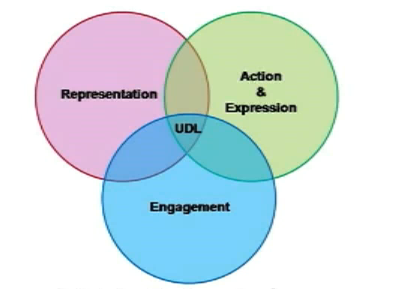 Representation
Action
&
Expression
UDL
Engagement